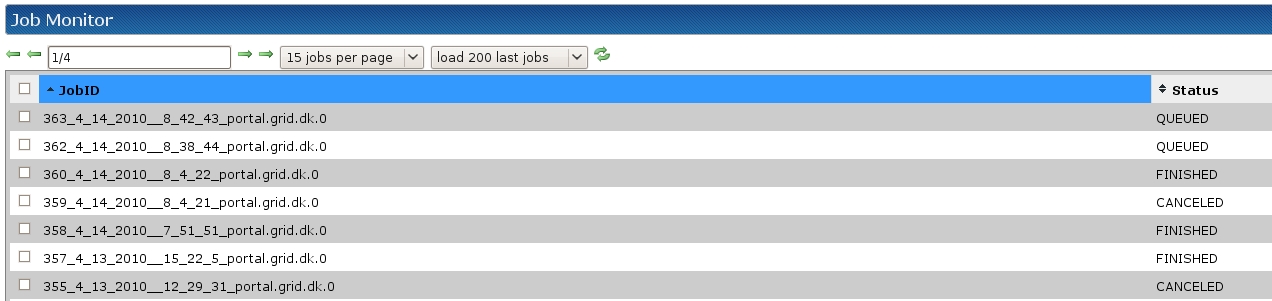 Job Monitor
1/4 15 jobs per page load 200 last jobs
JobID Status
363_4_14_2010__8_42_43_portal.grid.dk.0 QUEUED
362_4_14_2010__8_38_44_portal.grid.dk.0 QUEUED
360_4_14_2010__8_4_22_portal.grid.dk.0 FINISHED
359_4_14_2010__8_4_21_portal.grid.dk.0 CANCELED
358_4_14_2010__7_51_51_portal.grid.dk.0 FINISHED
357_4_13_2010__15_22_5_portal.grid.dk.0 FINISHED
355_4_13_2010__12_29_31_portal.grid.dk.0 CANCELED